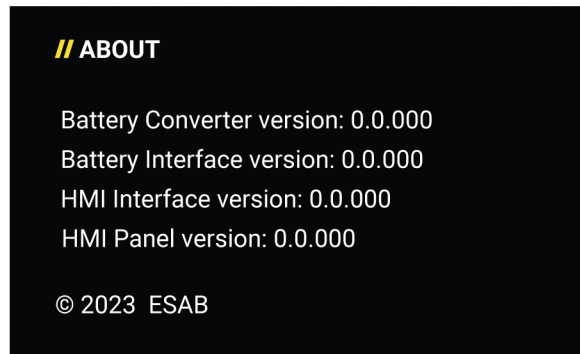 // ABOUT
Battery Converter version: 0.0.000
Battery Interface version: 0.0.000
HMI Interface version: 0.0.000
HMI Panel version: 0.0.000
© 2023 ESAB